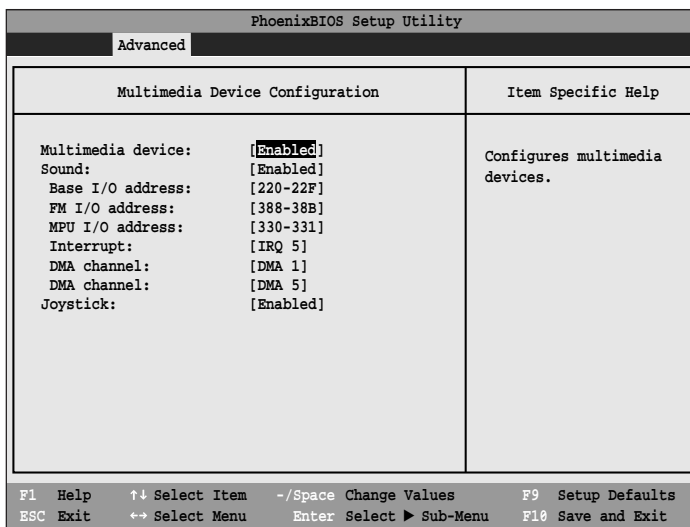 PhoenixBIOS Setup Utility
Advanced
Multimedia Device Configuration
Item Specific Help
Multimedia device: [Enabled]
Sound: [Enabled]
Base I/O address: [220-22F]
FM I/O address: [388-38B]
MPU I/O address: [330-331]
Interrupt: [IRQ 5]
DMA channel: [DMA 1]
DMA channel: [DMA 5]
Joystick: [Enabled]
Configures multimedia
devices.
F1 Help ↑↓ Select Item -/Space Change Values F9 Setup Defaults
ESC Exit ←→ Select Menu Enter Select ▶ Sub-Menu F10 Save and Exit